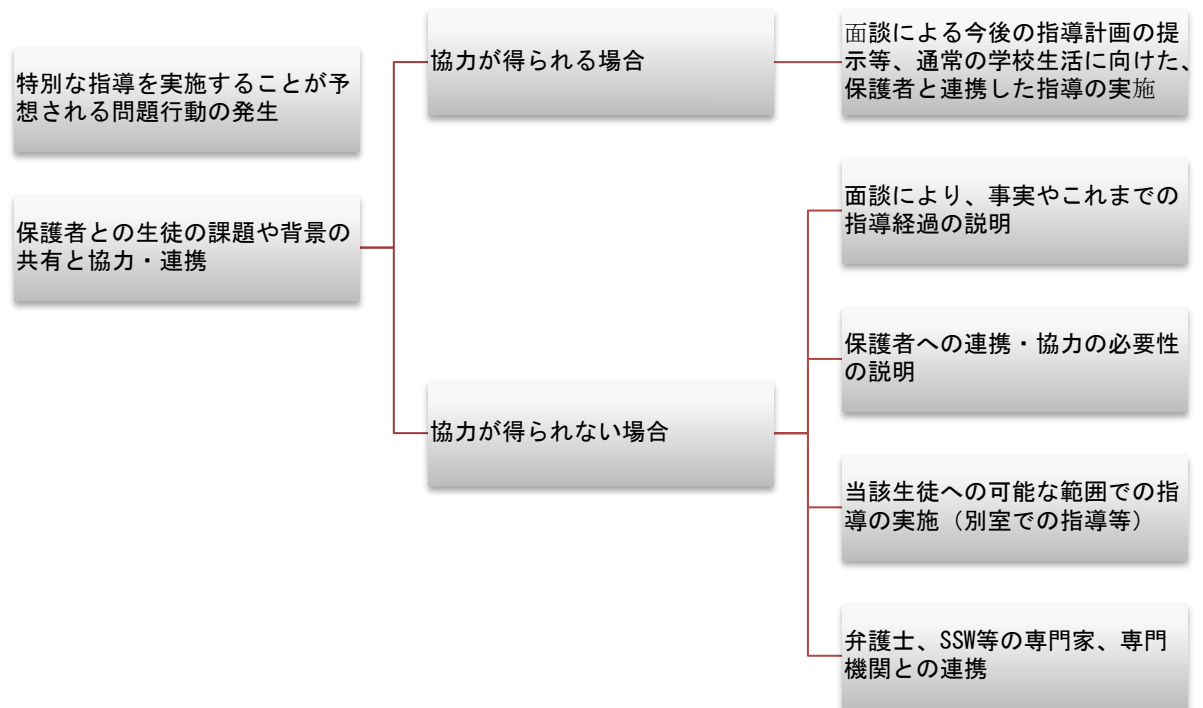 特別な指導を実施することが予
想される問題行動の発生
保護者との生徒の課題や背景の
共有と協力・連携
協力が得られる場合
面談による今後の指導計画の提
示等、通常の学校生活に向けた、
保護者と連携した指導の実施
協力が得られない場合
面談により、事実やこれまでの
指導経過の説明
保護者への連携・協力の必要性
の説明
当該生徒への可能な範囲での指
導の実施（別室での指導等）
弁護士、SSW等の専門家、専門
機関との連携